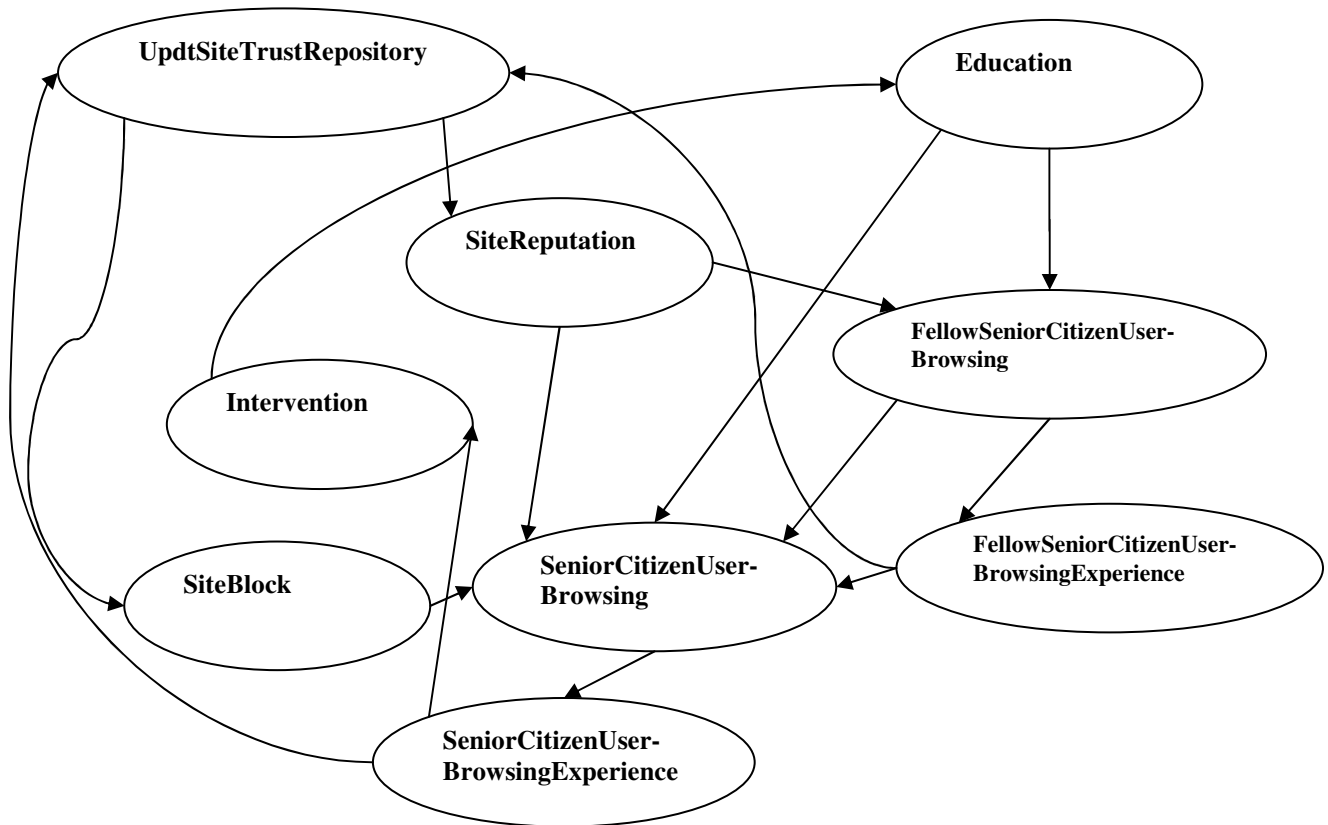 UpdtSiteTrustRepository
Education
SiteReputation
FellowSeniorCitizenUser-
Browsing
Intervention
FellowSeniorCitizenUser-
BrowsingExperience
SeniorCitizenUser-
Browsing
SiteBlock
SeniorCitizenUser-
BrowsingExperience